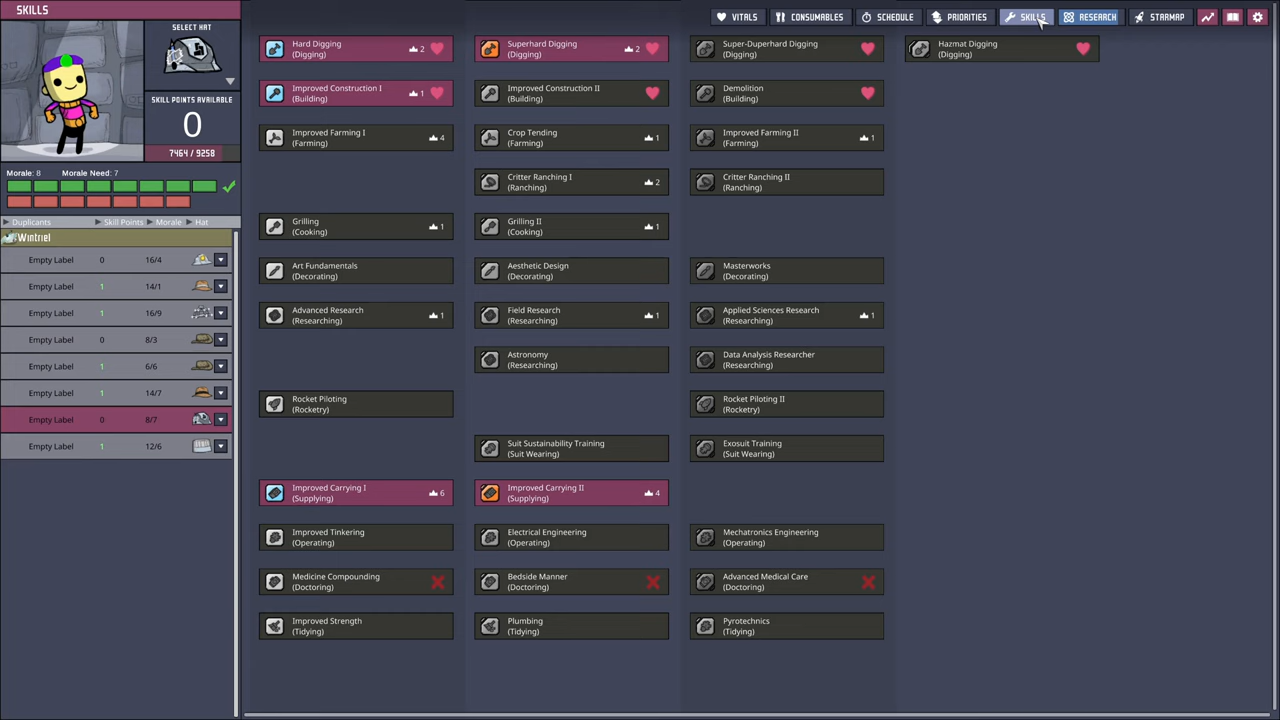 SKILLS
VITALS
CONSUMABLES
SCHEDULE
PRIORITIES
SKILLS
RESEARCH
STARMAP
SELECT HAT
SKILL POINTS
AVAILABLE
0
7464 / 9258
Morale: 8
Morale Need: 7
Duplicants
Skill Points
Morale
Hat
Wintriel
Empty Label 0 16/4
Empty Label 1 14/1
Empty Label 1 16/9
Empty Label 0 8/3
Empty Label 1 6/6
Empty Label 1 14/7
Empty Label 0 8/7
Empty Label 1 12/6
Hard Digging 2
(Digging)
Superhard Digging 2
(Digging)
Super-Duperhard Digging
(Digging)
Hazmat Digging
(Digging)
Improved Construction I 1
(Building)
Improved Construction II
(Building)
Demolition
(Building)
Improved Farming I 4
(Farming)
Crop Tending 1
(Farming)
Improved Farming II 1
(Farming)
Critter Ranching I 2
(Ranching)
Critter Ranching II
(Ranching)
Grilling 1
(Cooking)
Grilling II 1
(Cooking)
Art Fundamentals
(Decorating)
Aesthetic Design
(Decorating)
Masterworks
(Decorating)
Advanced Research 1
(Researching)
Field Research 1
(Researching)
Applied Sciences Research 1
(Researching)
Astronomy
(Researching)
Data Analysis Researcher
(Researching)
Rocket Piloting
(Rocketry)
Rocket Piloting II
(Rocketry)
Suit Sustainability Training
(Suit Wearing)
Exosuit Training
(Suit Wearing)
Improved Carrying I 6
(Supplying)
Improved Carrying II 4
(Supplying)
Improved Tinkering
(Operating)
Electrical Engineering
(Operating)
Mechatronics Engineering
(Operating)
Medicine Compounding
(Doctoring)
Bedside Manner
(Doctoring)
Advanced Medical Care
(Doctoring)
Improved Strength
(Tidying)
Plumbing
(Tidying)
Pyrotechnics
(Tidying)